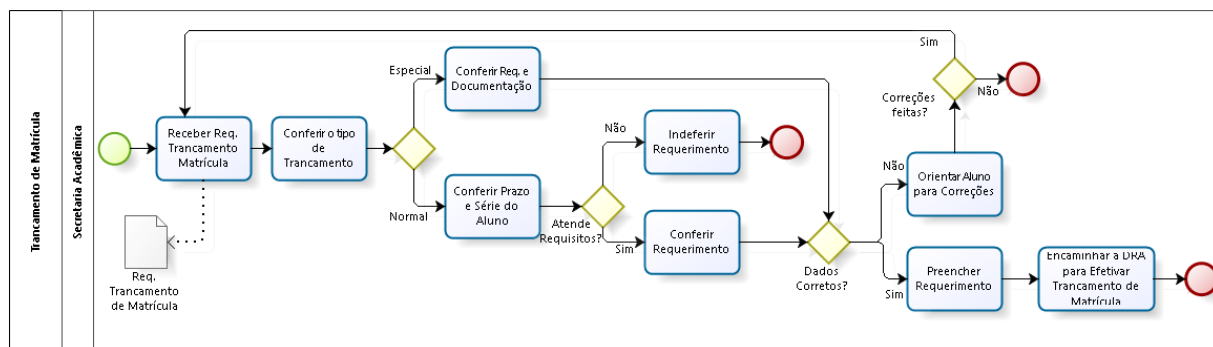 Trancamento de Matrícula
Secretaria Acadêmica
Receber Req.
Trancamento
Matrícula
Req.
Trancamento
de Matrícula
Conferir o tipo
de
Trancamento
Especial
Normal
Conferir Req. e
Documentação
Conferir Prazo
e Série do
Aluno
Atende
Requisitos?
Não
Sim
Indeferir
Requerimento
Conferir
Requerimento
Dados
Corretos?
Não
Sim
Orientar Aluno
para Correções
Correções
feitas?
Sim
Não
Preencher
Requerimento
Encaminhar a DRA
para Efetivar
Trancamento de
Matrícula